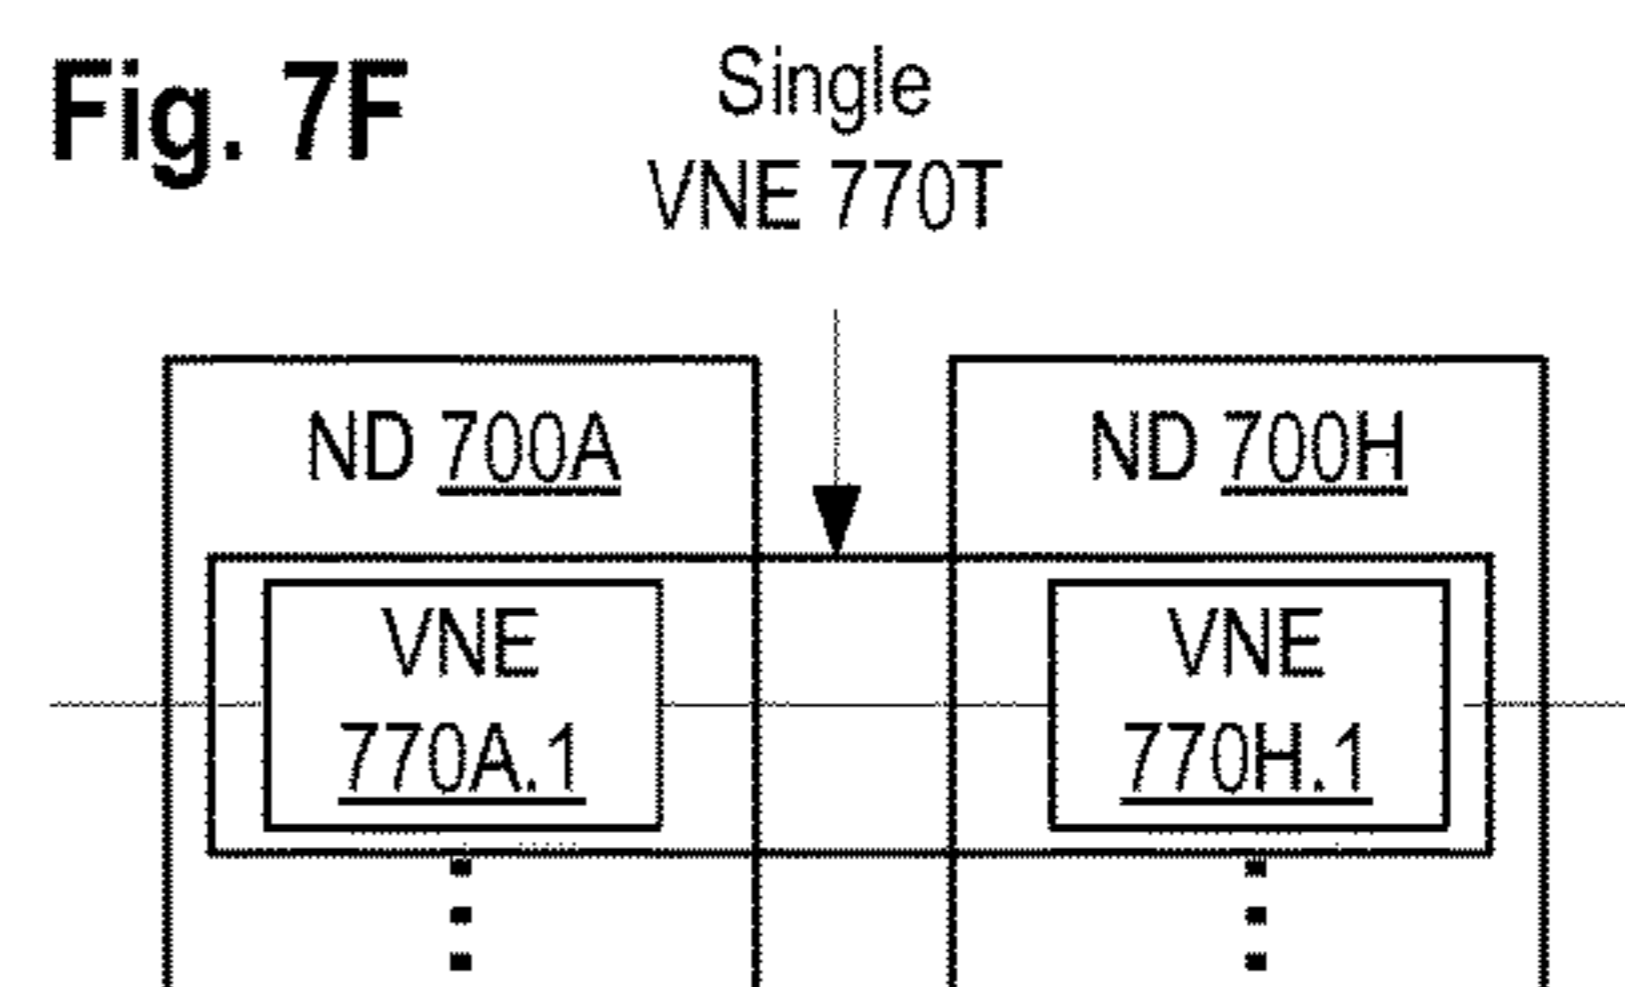 Fig. 7F
Single
VNE 770T
ND 700A
ND 700H
VNE
770A.1
VNE
770H.1